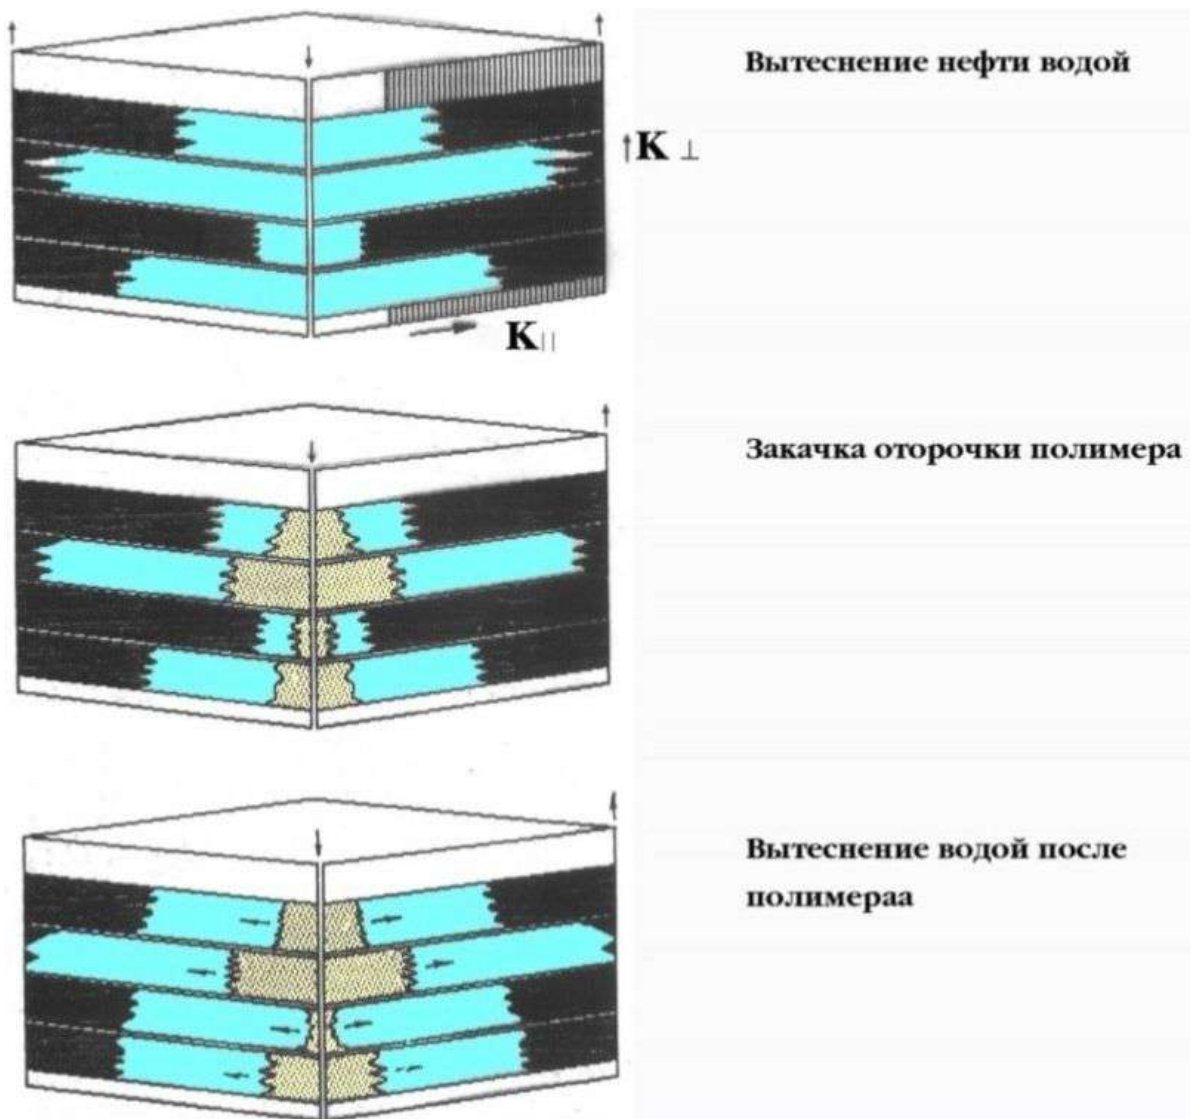 Вытеснение нефти водой
K ⊥
K||
Закачка оторочки полимера
Вытеснение водой после
полимераа